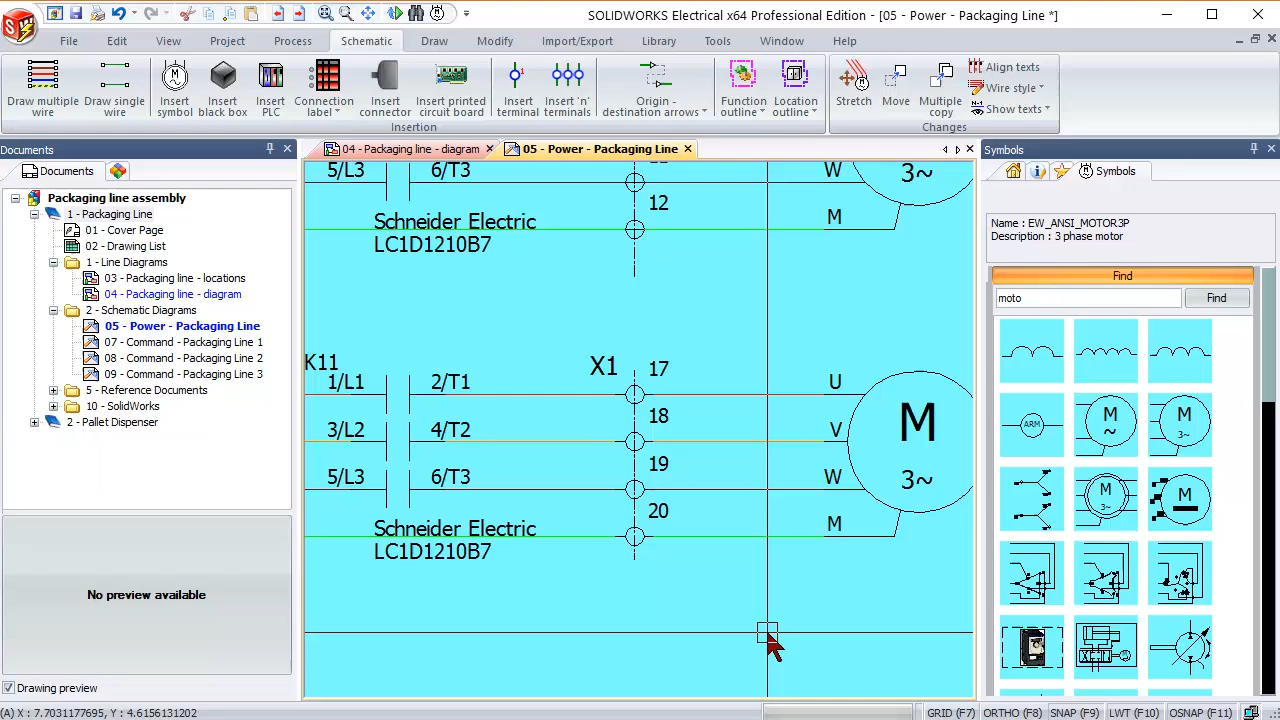 SOLIDWORKS Electrical x64 Professional Edition - [05 - Power - Packaging Line *]
File Edit View Project Process Schematic Draw Modify Import/Export Library Tools Window Help
Draw multiple wire
Draw single wire
Insert symbol
Insert black box
Insert PLC
Connection label
Insert connector
Insert printed circuit board
Insert terminal
Insert 'n' terminals
Origin - destination arrows
Function outline
Location outline
Stretch
Move
Multiple copy
Align texts
Wire style
Show texts
Insertion
Changes
Documents
Documents
Packaging line assembly
1 - Packaging Line
01 - Cover Page
02 - Drawing List
1 - Line Diagrams
03 - Packaging line - locations
04 - Packaging line - diagram
2 - Schematic Diagrams
05 - Power - Packaging Line
07 - Command - Packaging Line 1
08 - Command - Packaging Line 2
09 - Command - Packaging Line 3
5 - Reference Documents
10 - SolidWorks
2 - Pallet Dispenser
No preview available
Drawing preview
04 - Packaging line - diagram
05 - Power - Packaging Line
5/L3 6/T3 W 3~
12
M
Schneider Electric
LC1D1210B7
K11 X1 17
1/L1 2/T1 U
18
M
3/L2 4/T2 V
19
5/L3 6/T3 W 3~
20
M
Schneider Electric
LC1D1210B7
Symbols
Symbols
Name : EW_ANSI_MOTOR3P
Description : 3 phase motor
Find
moto
Find
ARM
M
~
M
3~
M
3~
M
(A) X : 7.7031177695, Y : 4.6156131202
GRID (F7) ORTHO (F8) SNAP (F9) LWT (F10) OSNAP (F11)